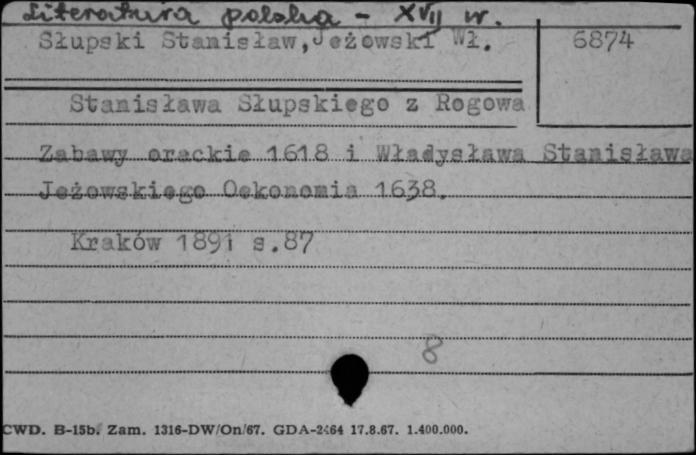 Literatura polska - XVII w.
Słupski Stanisław,Jeżowski Wł.
6874
Stanisława Słupskiego z Rogowa
Zabawy orackie 1618 i Władysława Stanisława
Jeżowskiego Oekonomia 1638.
Kraków 1891 s.87
8
CWD. B-15b. Zam. 1316-DW/On/67. GDA-2464 17.8.67. 1.400.000.